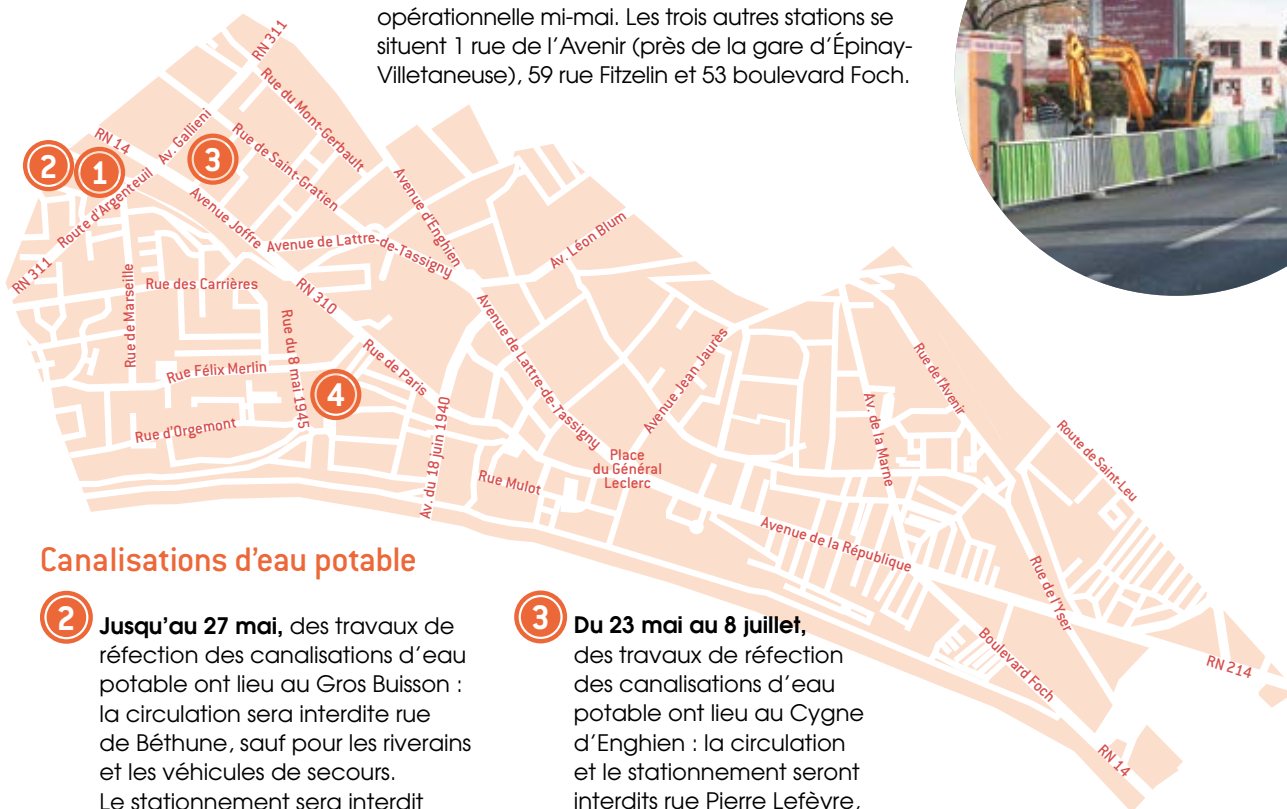 opérationnelle mi-mai. Les trois autres stations se
situent 1 rue de l'Avenir (près de la gare d'Épinay-
Villetaneuse), 59 rue Fitzelin et 53 boulevard Foch.
RN 311
Rue du Mont-Gerbault
Av. Gallieni
RN 14
Rue de Saint-Gratien
2
1
3
Route d'Argenteuil
Avenue d'Enghien
Avenue Joffre
Avenue de Lattre-de-Tassigny
Av. Léon Blum
RN 311
Rue de Marseille
Rue des Carrières
RN 310
Rue du 8 mai 1945
Avenue de Lattre-de-Tassigny
Rue de Paris
Avenue Jean Jaurès
Rue de l'Avenir
Rue Félix Merlin
4
Av. de la Marne
Rue d'Orgemont
Av. du 18 juin 1940
Route de Saint-Leu
Place
du Général
Leclerc
Rue Mulot
Avenue de la République
Rue de l'Yser
Boulevard Foch
RN 214
RN 14
Canalisations d'eau potable
2 Jusqu'au 27 mai, des travaux de
réfection des canalisations d'eau
potable ont lieu au Gros Buisson :
la circulation sera interdite rue
de Béthune, sauf pour les riverains
et les véhicules de secours.
Le stationnement sera interdit
3 Du 23 mai au 8 juillet,
des travaux de réfection
des canalisations d'eau
potable ont lieu au Cygne
d'Enghien : la circulation
et le stationnement seront
interdits rue Pierre Lefèvre,